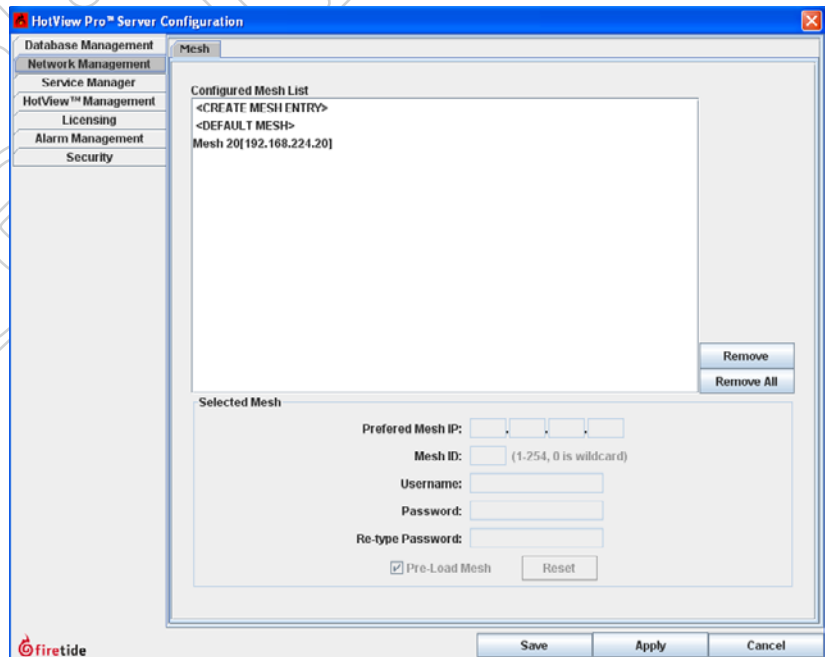 HotView Pro™ Server Configuration
Database Management
Network Management
Service Manager
HotView™ Management
Licensing
Alarm Management
Security
Mesh
Configured Mesh List
<CREATE MESH ENTRY>
<DEFAULT MESH>
Mesh 20[192.168.224.20]
Remove
Remove All
Selected Mesh
Prefered Mesh IP: . . .
Mesh ID: (1-254, 0 is wildcard)
Username:
Password:
Re-type Password:
Pre-Load Mesh Reset
firetide
Save Apply Cancel